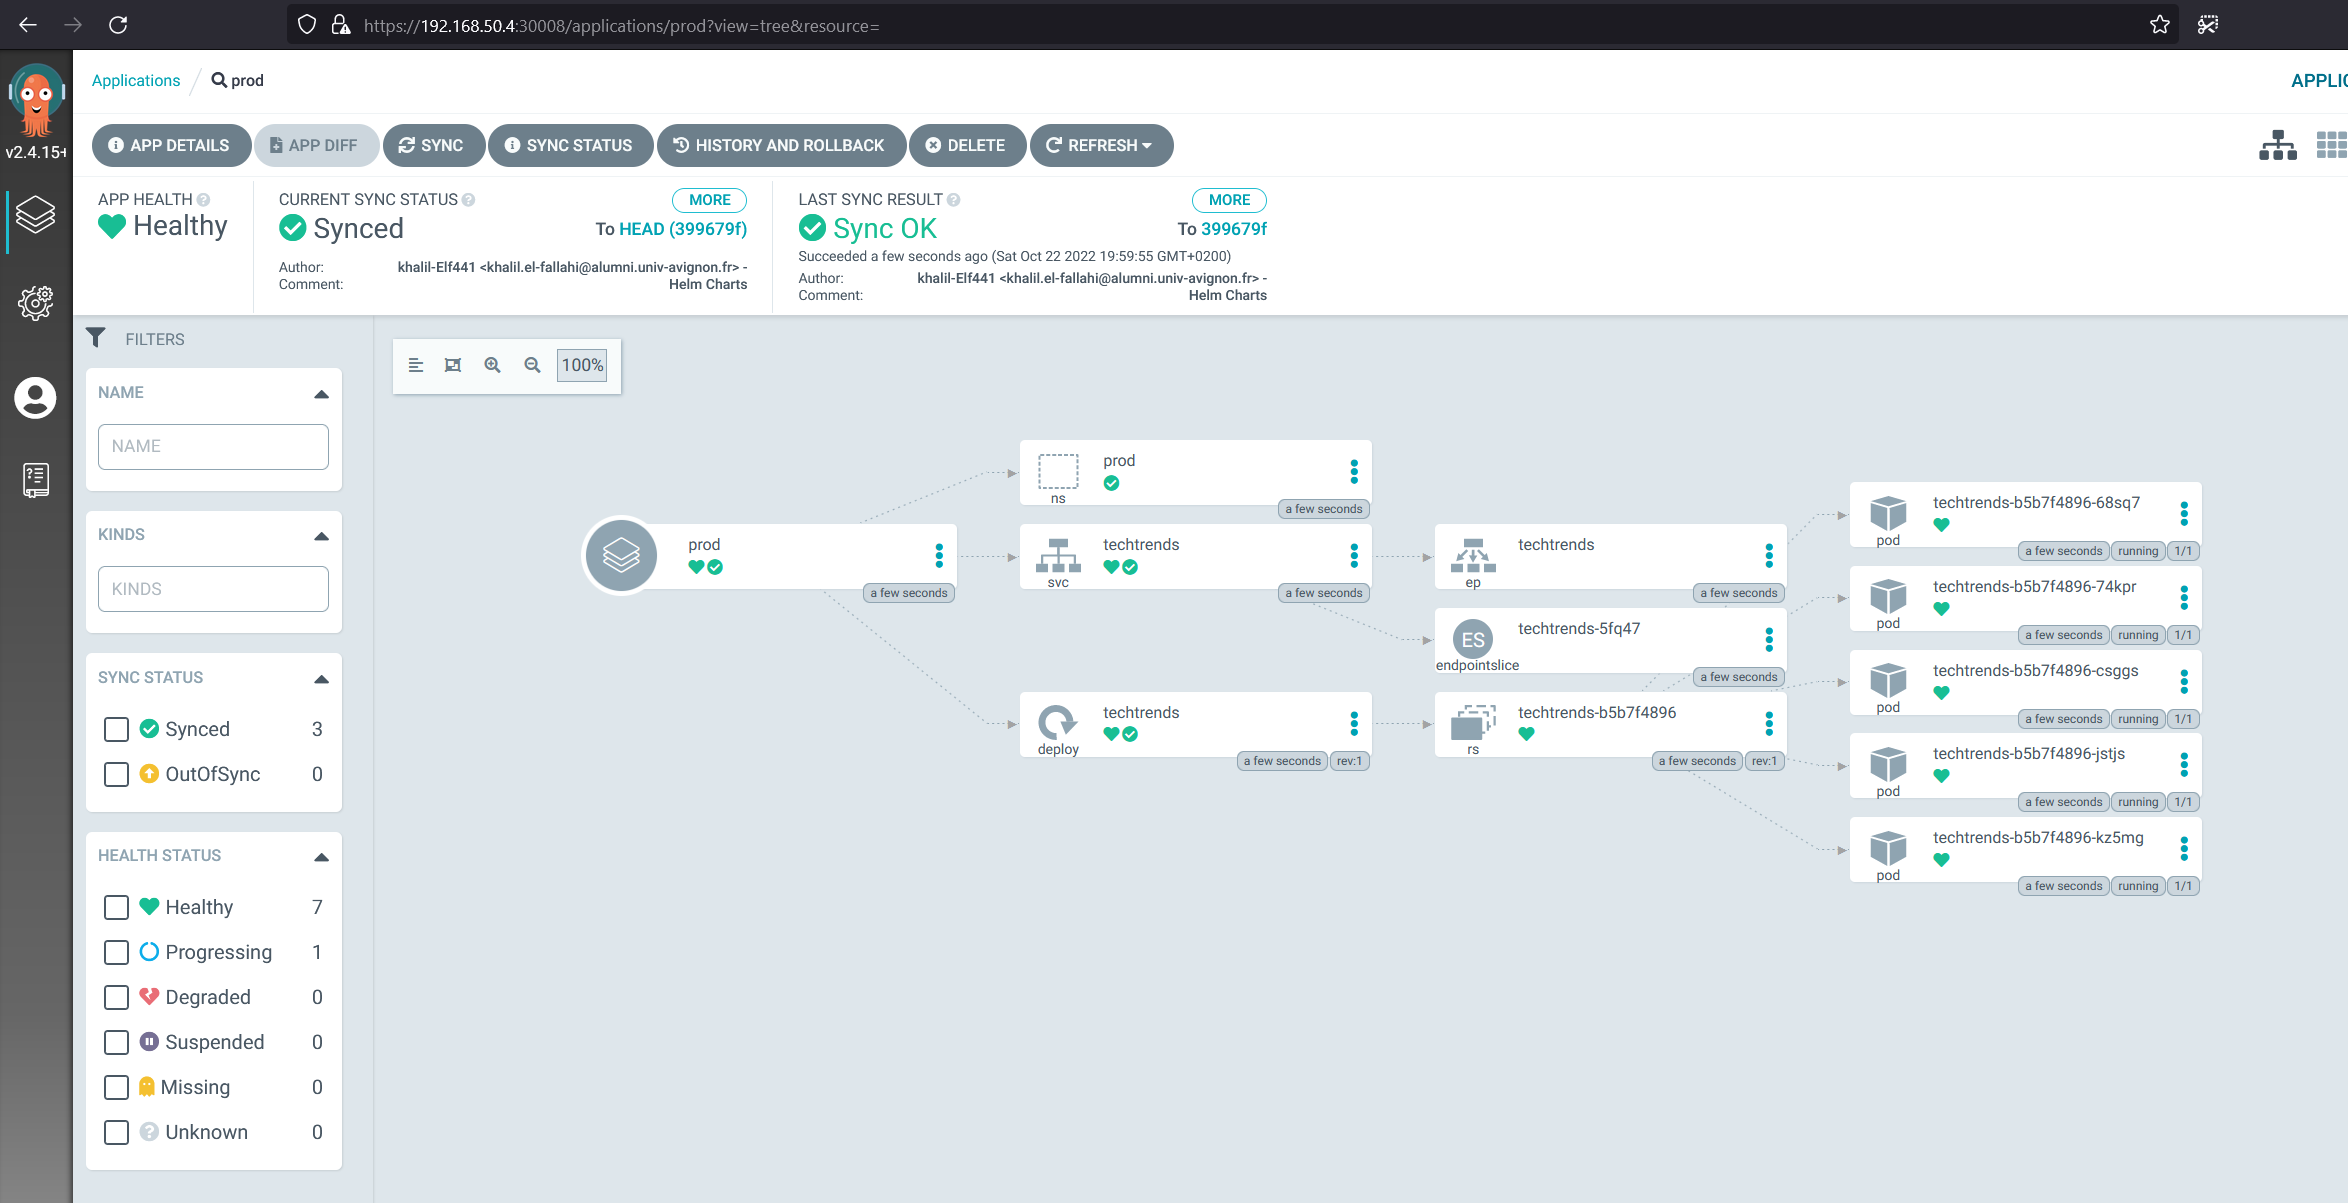 https://192.168.50.4:30008/applications/prod?view=tree&resource=
Applications / prod
APPLIC
v2.4.15+
APP DETAILS
APP DIFF
SYNC
SYNC STATUS
HISTORY AND ROLLBACK
DELETE
REFRESH
APP HEALTH
Healthy
CURRENT SYNC STATUS
MORE
Synced
To HEAD (399679f)
Author: khalil-Elf441 <khalil.el-fallahi@alumni.univ-avignon.fr> -
Comment: Helm Charts
LAST SYNC RESULT
MORE
Sync OK
To 399679f
Succeeded a few seconds ago (Sat Oct 22 2022 19:59:55 GMT+0200)
Author: khalil-Elf441 <khalil.el-fallahi@alumni.univ-avignon.fr> -
Comment: Helm Charts
FILTERS
NAME
NAME
KINDS
KINDS
SYNC STATUS
Synced 3
OutOfSync 0
HEALTH STATUS
Healthy 7
Progressing 1
Degraded 0
Suspended 0
Missing 0
Unknown 0
100%
prod
a few seconds
prod
ns
a few seconds
techtrends
svc
a few seconds
techtrends
deploy
a few seconds rev:1
techtrends
ep
a few seconds
ES
techtrends-5fq47
endpointslice
a few seconds
techtrends-b5b7f4896
rs
a few seconds rev:1
techtrends-b5b7f4896-68sq7
pod
a few seconds running 1/1
techtrends-b5b7f4896-74kpr
pod
a few seconds running 1/1
techtrends-b5b7f4896-csggs
pod
a few seconds running 1/1
techtrends-b5b7f4896-jstjs
pod
a few seconds running 1/1
techtrends-b5b7f4896-kz5mg
pod
a few seconds running 1/1